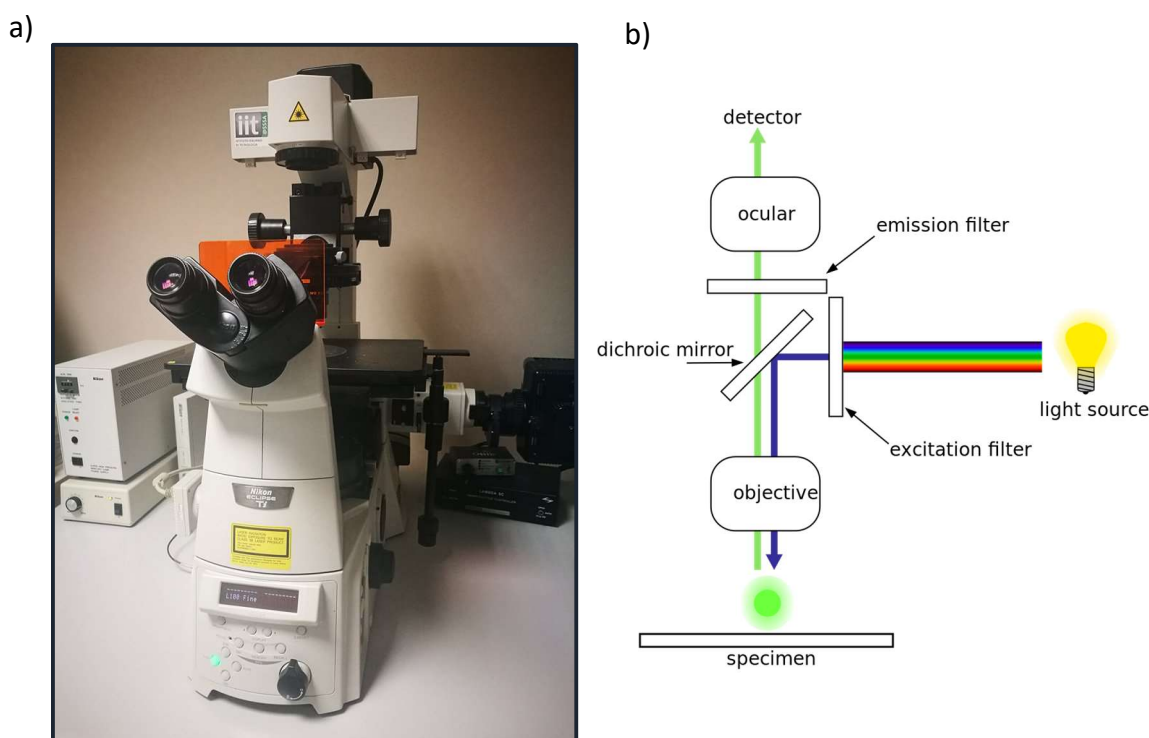 a)
iit
Nikon
ECLIPSE
Ti
L100 Fine
b)
detector
ocular
emission filter
dichroic mirror
light source
excitation filter
objective
specimen